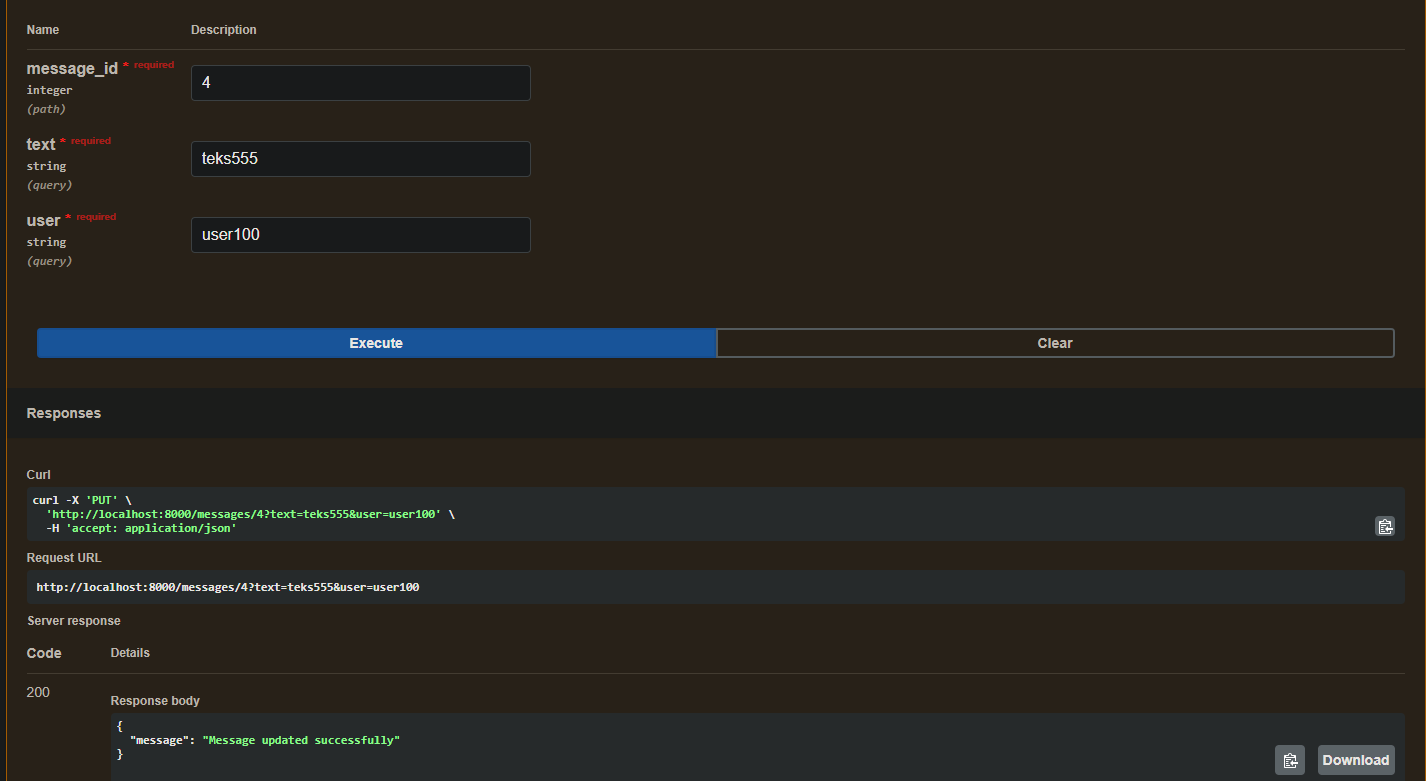 Name Description
message_id * required
integer
(path)
4
text * required
string
(query)
teks555
user * required
string
(query)
user100
Execute Clear
Responses
Curl
curl -X 'PUT' \
'http://localhost:8000/messages/4?text=teks555&user=user100' \
-H 'accept: application/json'
Request URL
http://localhost:8000/messages/4?text=teks555&user=user100
Server response
Code Details
200
Response body
{
"message": "Message updated successfully"
}
Download